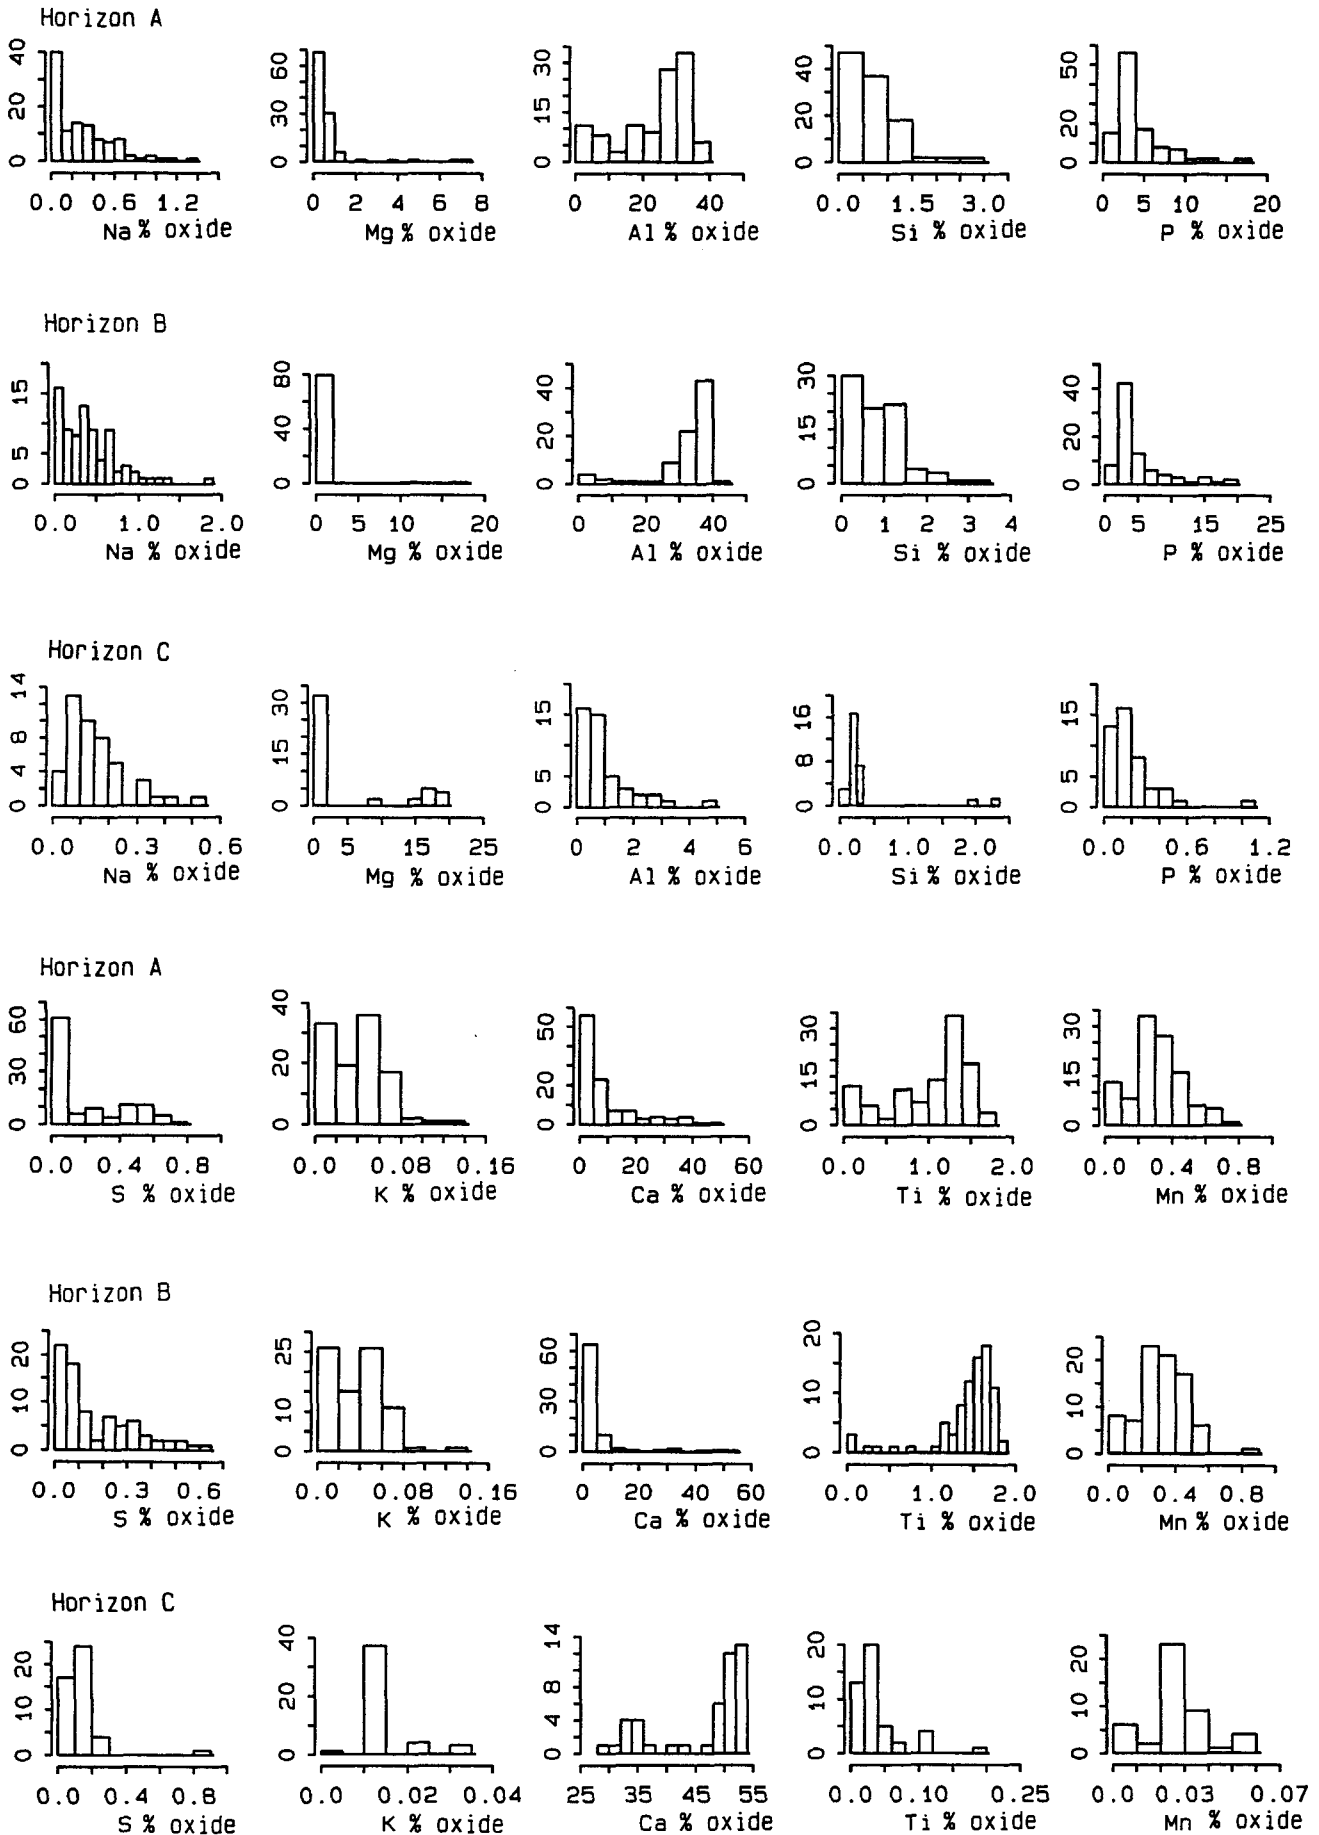 Horizon A
40
20
0
0.0 0.6 1.2
Na % oxide
60
30
0
0 2 4 6 8
Mg % oxide
30
15
0
0 20 40
Al % oxide
40
20
0
0.0 1.5 3.0
Si % oxide
50
20
0
0 5 10 20
P % oxide
Horizon B
15
5
0
0.0 1.0 2.0
Na % oxide
80
40
0
0 5 10 20
Mg % oxide
40
20
0
0 20 40
Al % oxide
30
15
0
0 1 2 3 4
Si % oxide
40
20
0
0 5 15 25
P % oxide
Horizon C
14
8
4
0
0.0 0.3 0.6
Na % oxide
30
15
0
0 5 15 25
Mg % oxide
15
5
0
0 2 4 6
Al % oxide
16
8
0
0.0 1.0 2.0
Si % oxide
15
5
0
0.0 0.6 1.2
P % oxide
Horizon A
60
30
0
0.0 0.4 0.8
S % oxide
40
20
0
0.0 0.08 0.16
K % oxide
50
20
0
0 20 40 60
Ca % oxide
30
15
0
0.0 1.0 2.0
Ti % oxide
30
15
0
0.0 0.4 0.8
Mn % oxide
Horizon B
20
10
0
0.0 0.3 0.6
S % oxide
25
10
0
0.0 0.08 0.16
K % oxide
60
30
0
0 20 40 60
Ca % oxide
20
10
0
0.0 1.0 2.0
Ti % oxide
20
10
0
0.0 0.4 0.8
Mn % oxide
Horizon C
20
10
0
0.0 0.4 0.8
S % oxide
40
20
0
0.0 0.02 0.04
K % oxide
14
8
4
0
25 35 45 55
Ca % oxide
20
10
0
0.0 0.10 0.25
Ti % oxide
20
10
0
0.0 0.03 0.07
Mn % oxide